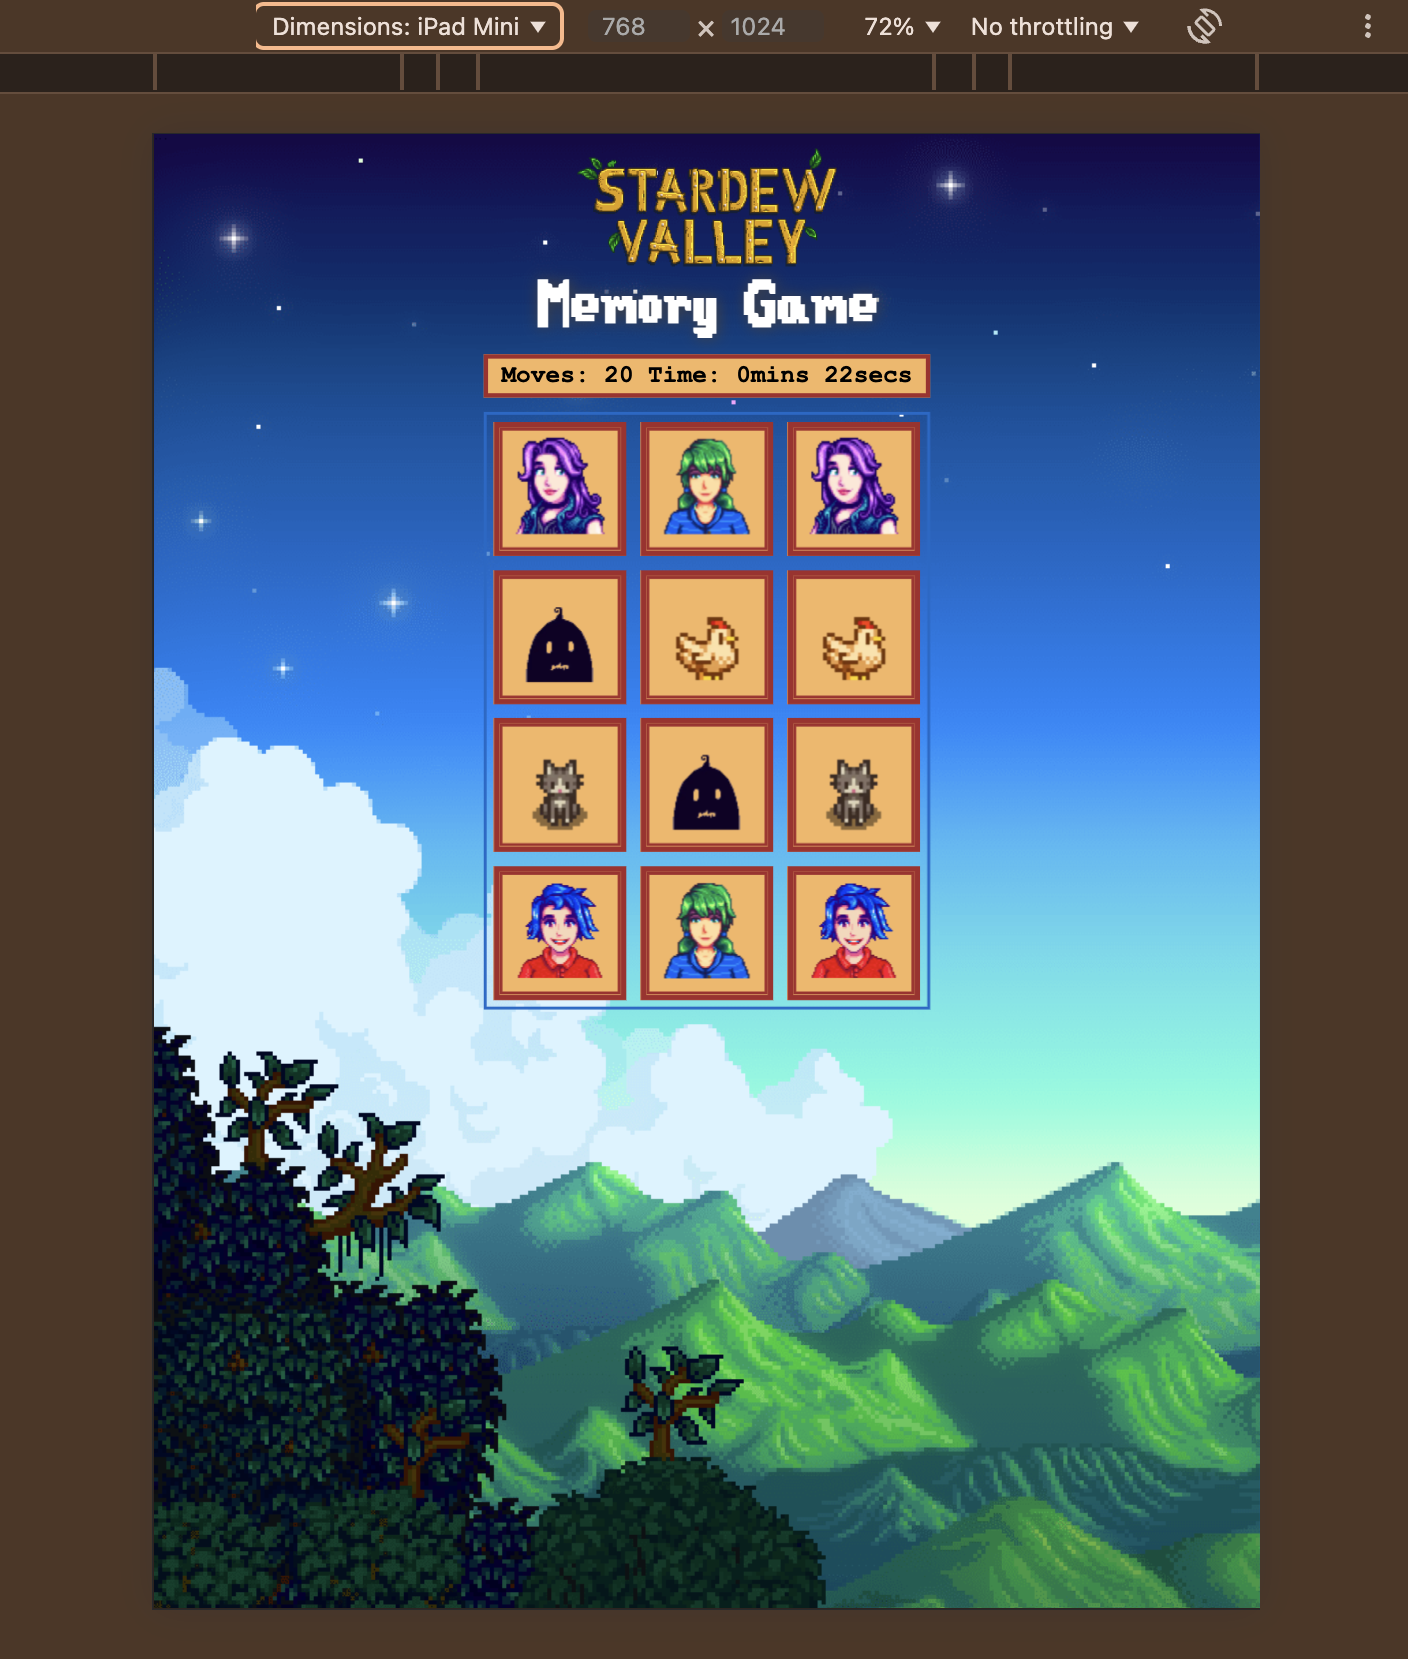 Dimensions: iPad Mini ▼ 768 × 1024 72% ▼ No throttling ▼
STARDEW
VALLEY
Memory Game
Moves: 20 Time: 0mins 22secs